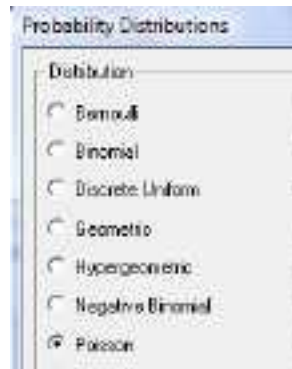 Probability Distributions
Distribution
Bernoulli
Binomial
Discrete Uniform
Geometric
Hypergeometric
Negative Binomial
Poisson